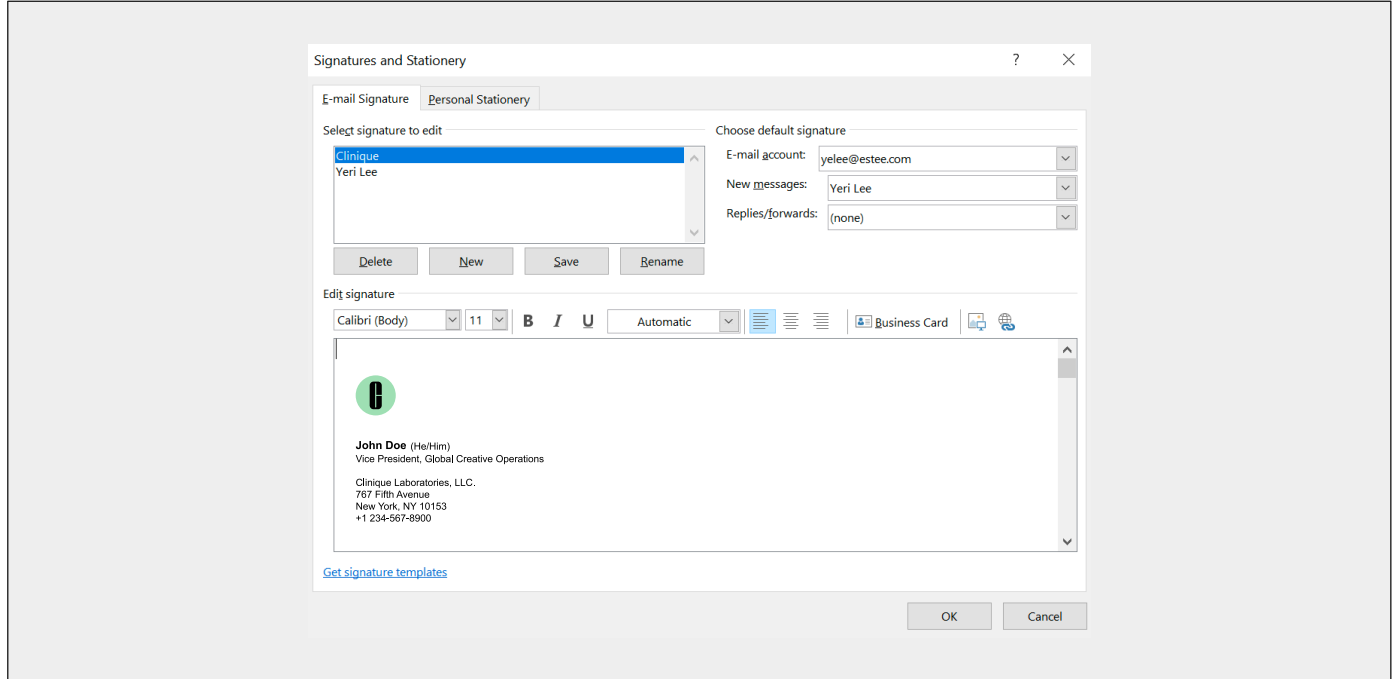 Signatures and Stationery
?
E-mail Signature
Personal Stationery
Select signature to edit
Clinique
Yeri Lee
Delete
New
Save
Rename
Choose default signature
E-mail account:
yelee@estee.com
New messages:
Yeri Lee
Replies/forwards:
(none)
Edit signature
Calibri (Body)
11
B
I
U
Automatic
Business Card
C
John Doe (He/Him)
Vice President, Global Creative Operations
Clinique Laboratories, LLC.
767 Fifth Avenue
New York, NY 10153
+1 234-567-8900
Get signature templates
OK
Cancel